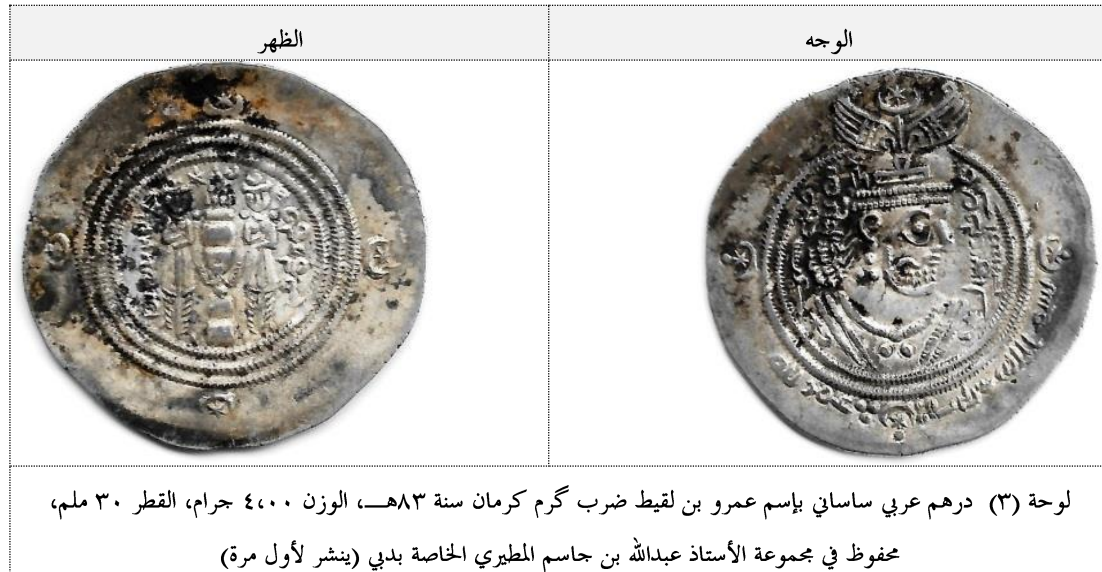 الوجه
الظهر
لوحة (٣) درهم عربي ساساني بإسم عمرو بن لقيط ضرب گرم كرمان سنة ٨٣هـــ، الوزن ٤،٠٠ جرام، القطر ٣٠ ملم،
محفوظ في مجموعة الأستاذ عبدالله بن جاسم المطيري الخاصة بدبي (ينشر لأول مرة)